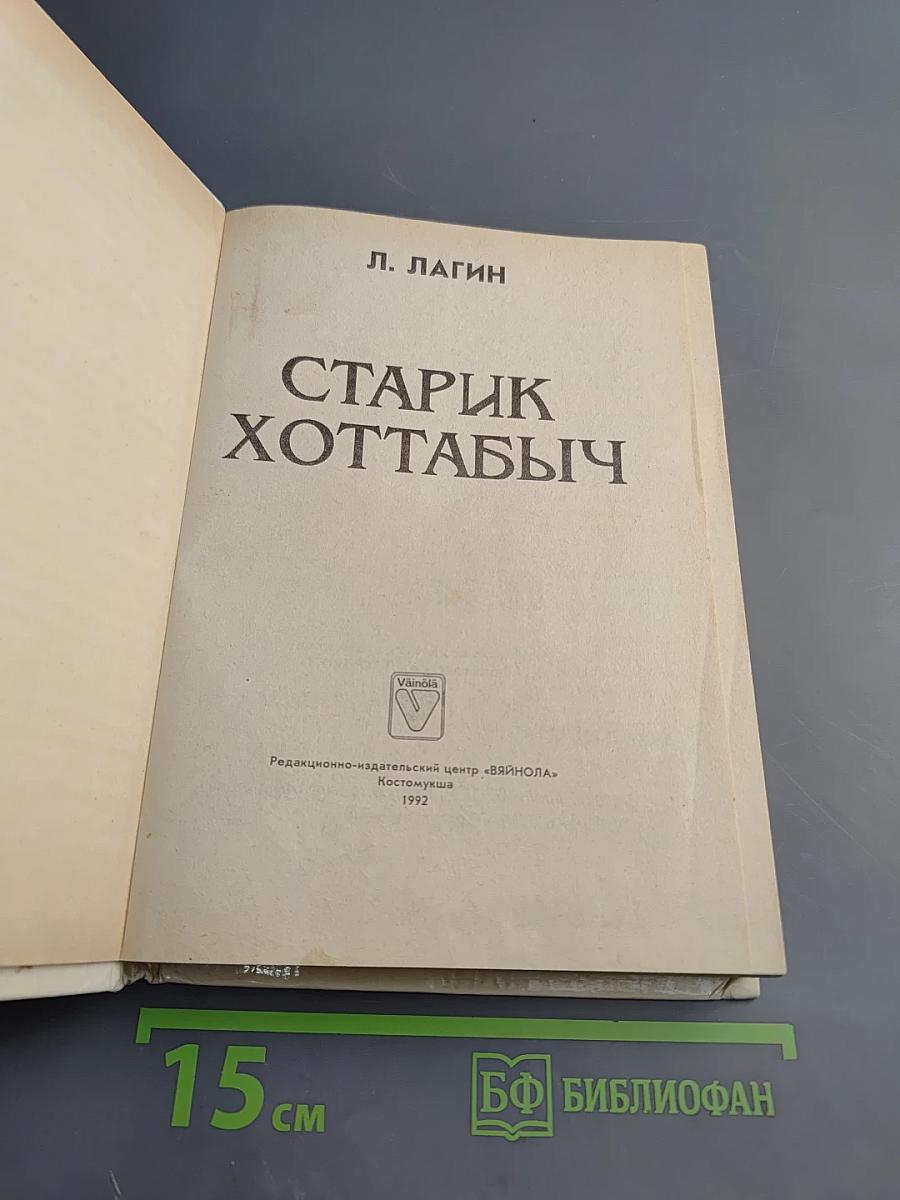 Л. ЛАГИН
СТАРИК
ХОТТАБЫЧ
Väinölä
Редакционно-издательский центр «ВЯЙНОЛА»
Костомукша
1992
15 см
БФ БИБЛИОФАН